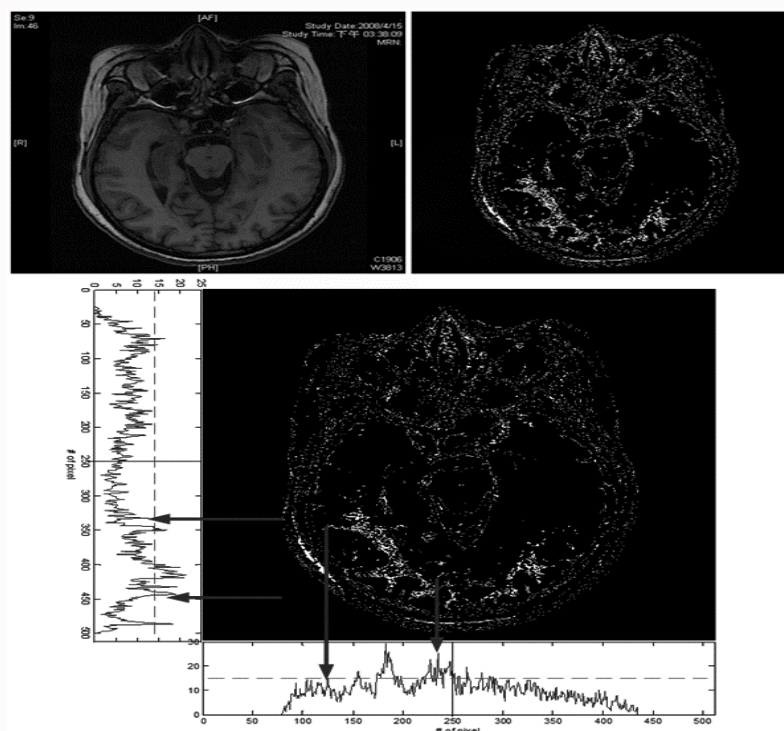 Se:9
Im:46
[AF]
Study Date:2008/4/15
Study Time:下午 03:38:09
MRN:
[R]
[L]
[PH]
C1906
W3813
0 5 10 15 20 25
0
50
100
150
200
250
300
350
400
450
500
# of pixel
30
20
10
0
0 50 100 150 200 250 300 350 400 450 500
# of pixel